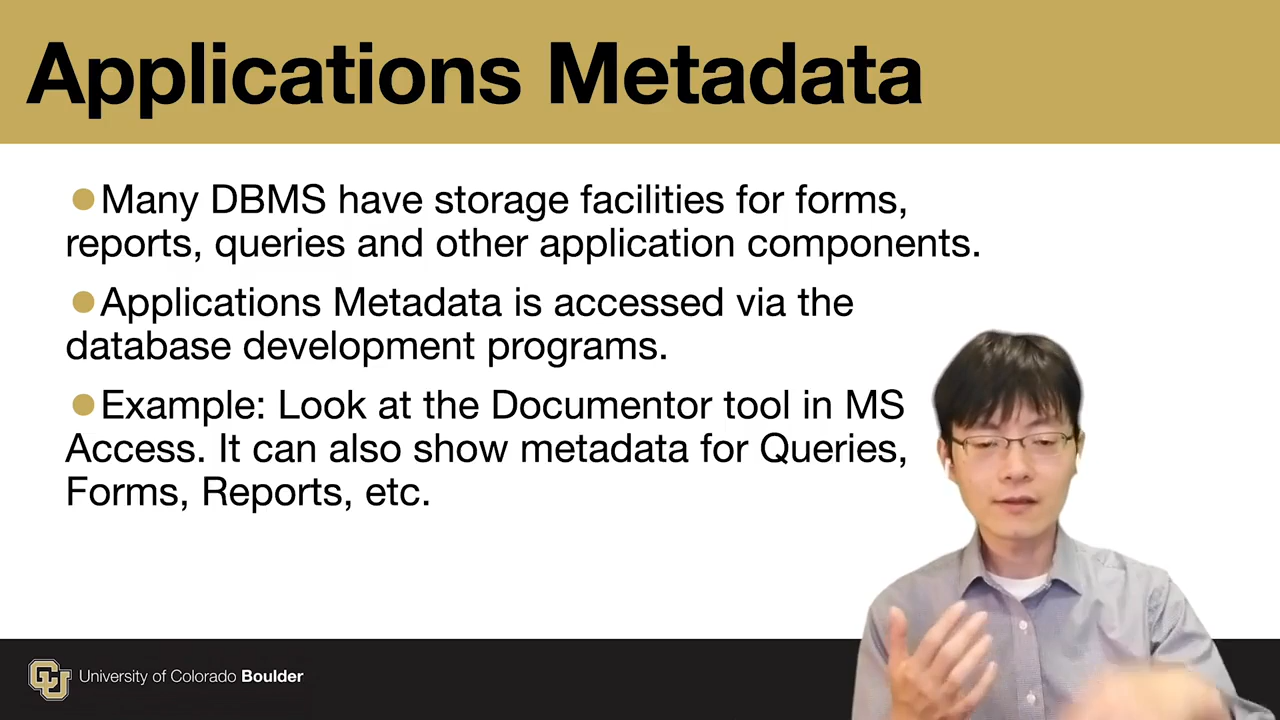 Applications Metadata
●Many DBMS have storage facilities for forms,
reports, queries and other application components.
●Applications Metadata is accessed via the
database development programs.
●Example: Look at the Documentor tool in MS
Access. It can also show metadata for Queries,
Forms, Reports, etc.
CU University of Colorado Boulder